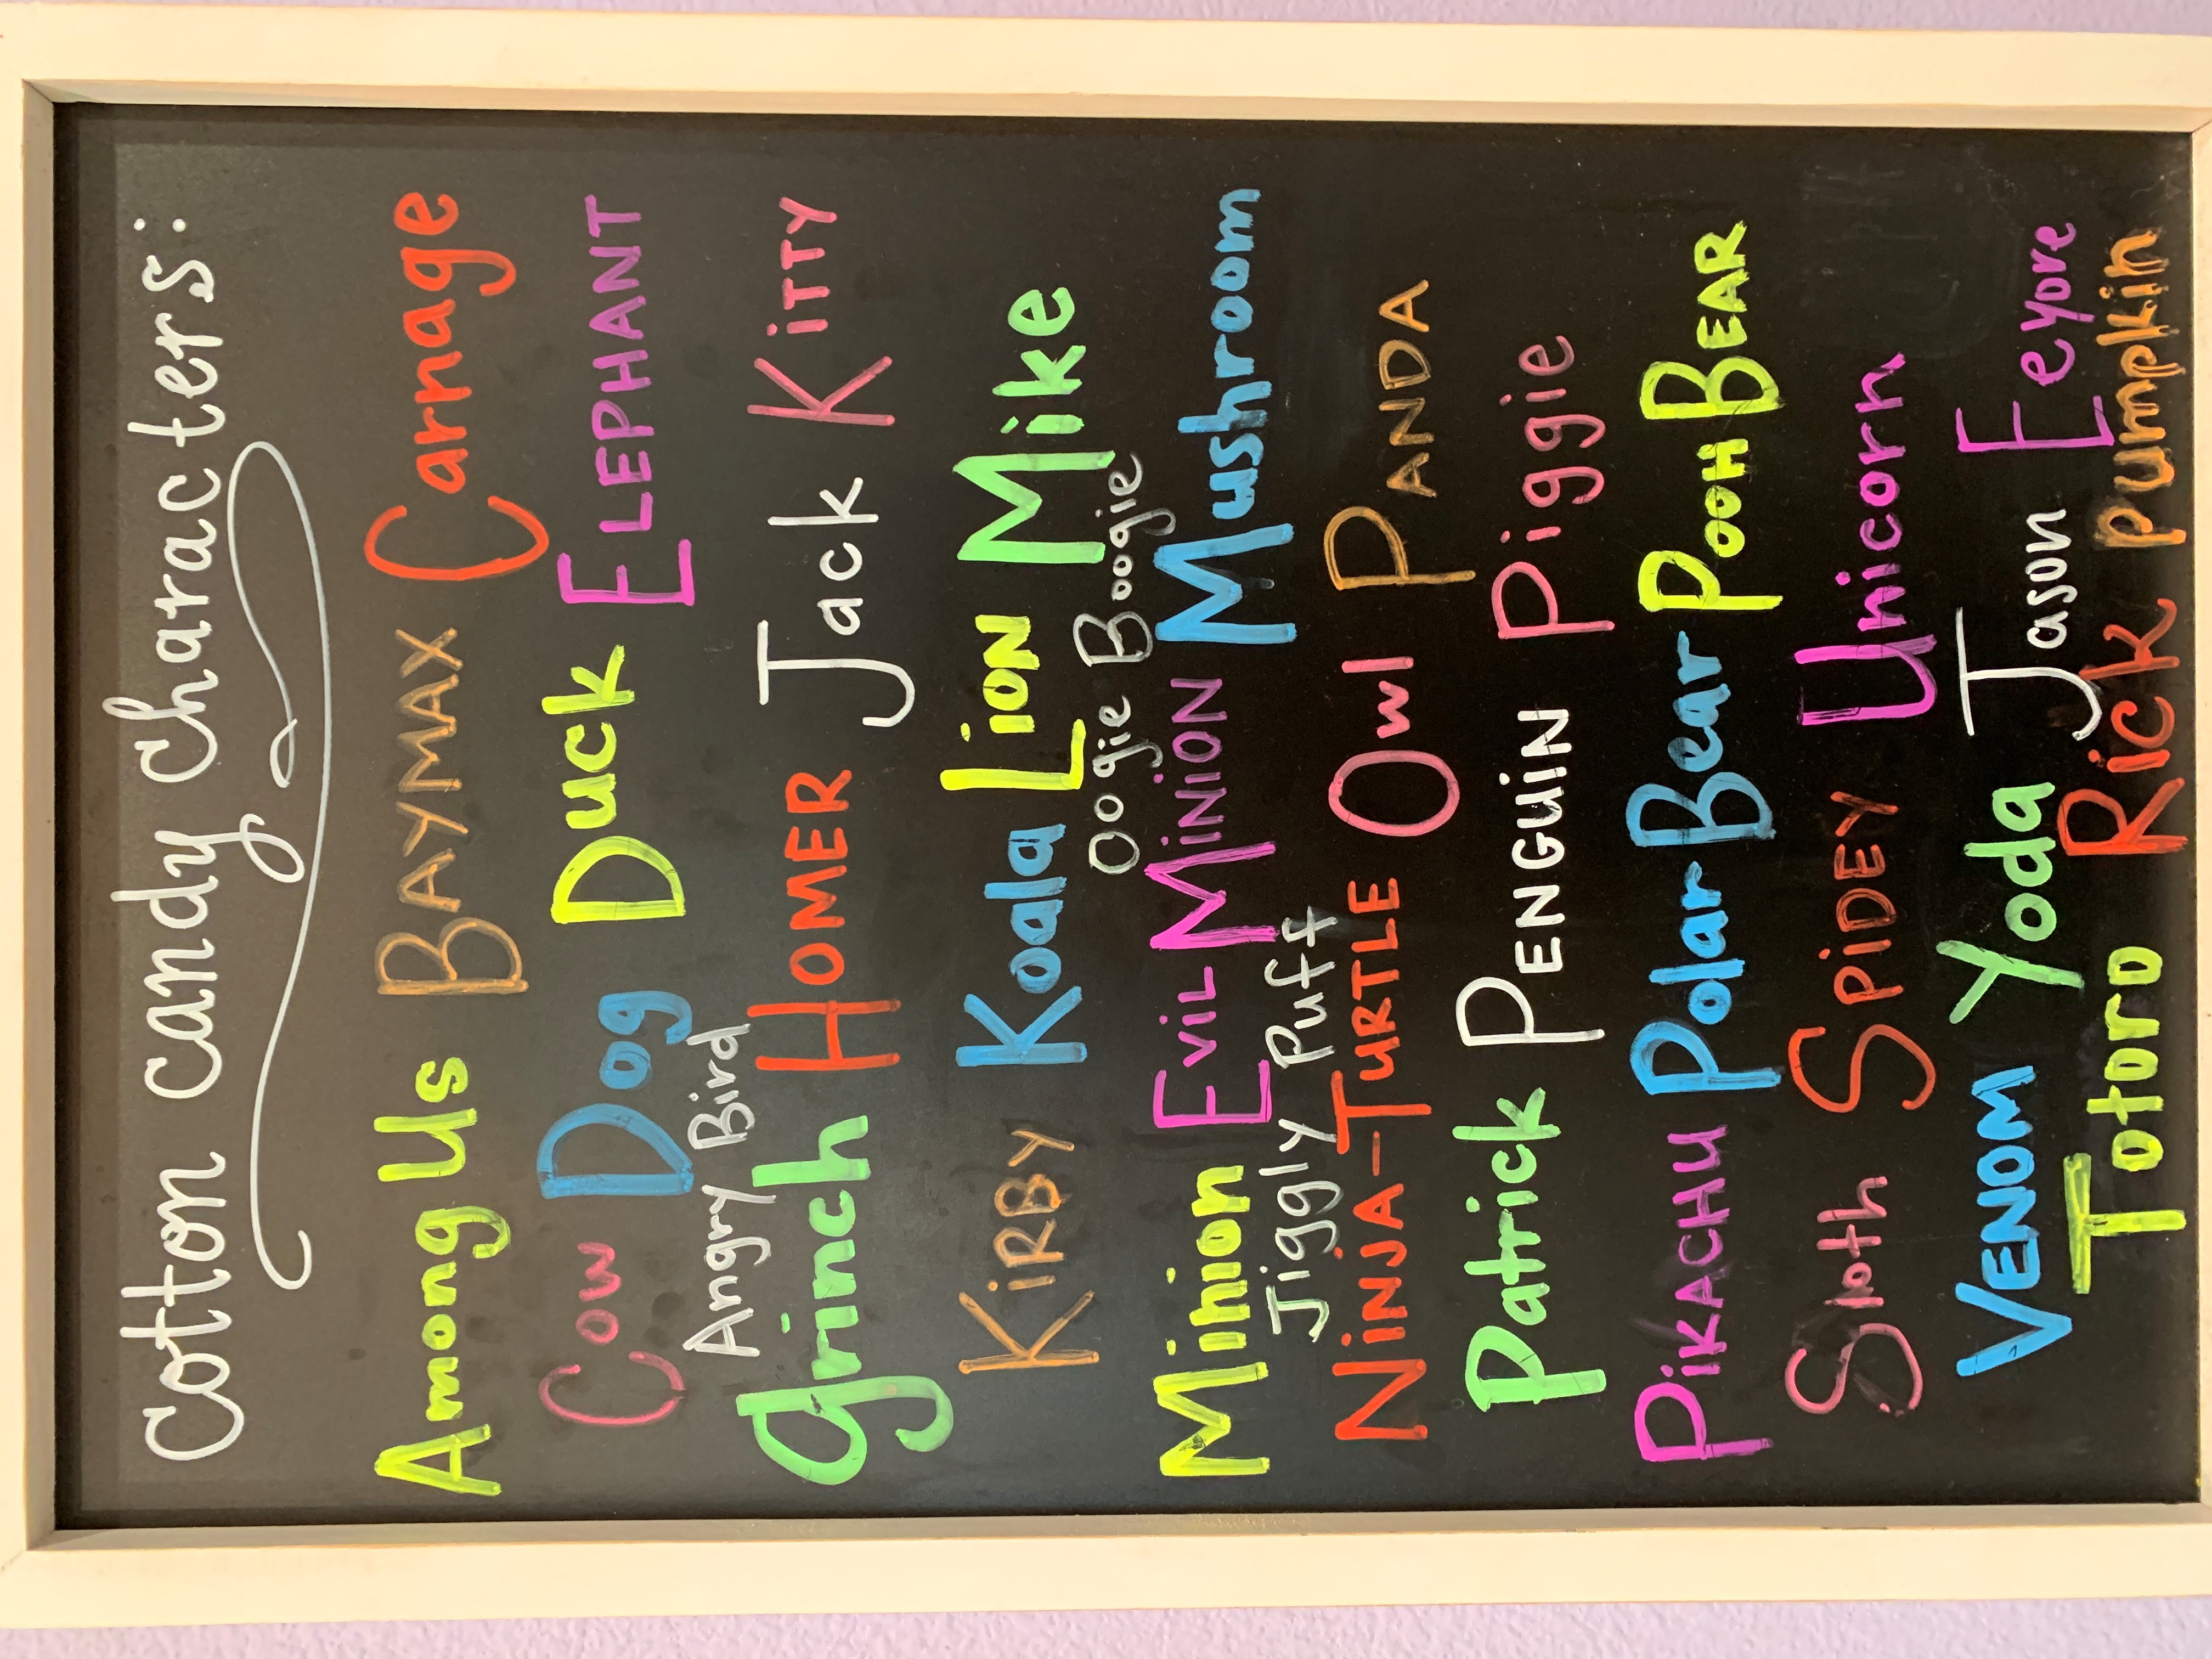 Cotton Candy Characters:
Among Us BAYMAX Carnage
Cow Dog Duck ELEPHANT
Angry Bird
Grinch HOMER Jack KiTTY
KiRBY Koala LiON Mike
Oogie Boogie
Minion EViL MiNiON Mushroom
Jiggly Puff
NiNJA-TURTLE Owl PANDA
Patrick PENGUiN Piggie
PiKACHU Polar Bear POOH BEAR
Sloth SPiDEY Unicorn
VENOM Yoda Jason Eeyore
Totoro Rick Pumpkin